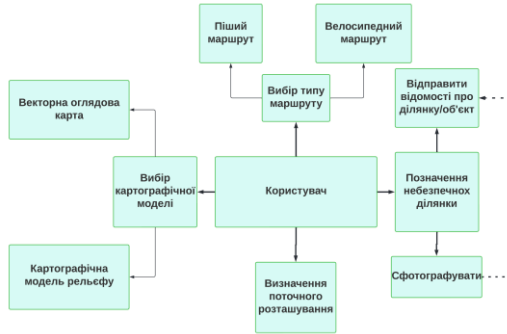 Піший
маршрут
Велосипедний
маршрут
Вибір типу
маршруту
Відправити
відомості про
ділянку/об'єкт
Векторна оглядова
карта
Вибір
картографічної
моделі
Користувач
Позначення
небезпечнох
ділянки
Картографічна
модель рельєфу
Визначення
поточного
розташування
Сфотографувати